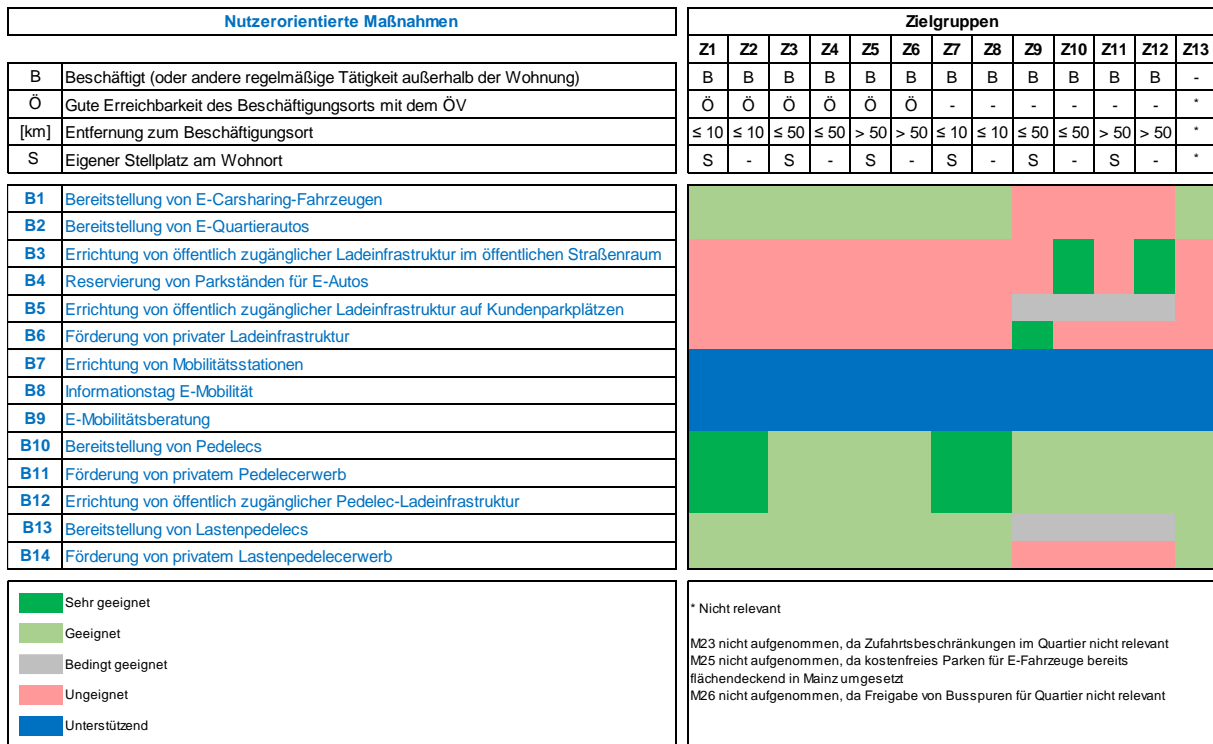 Nutzerorientierte Maßnahmen
Zielgruppen
Z1 Z2 Z3 Z4 Z5 Z6 Z7 Z8 Z9 Z10 Z11 Z12 Z13
B Beschäftigt (oder andere regelmäßige Tätigkeit außerhalb der Wohnung) B B B B B B B B B B B B -
Ö Gute Erreichbarkeit des Beschäftigungsorts mit dem ÖV Ö Ö Ö Ö Ö Ö - - - - - - *
[km] Entfernung zum Beschäftigungsort ≤ 10 ≤ 10 ≤ 50 ≤ 50 > 50 > 50 ≤ 10 ≤ 10 ≤ 50 ≤ 50 > 50 > 50 *
S Eigener Stellplatz am Wohnort S - S - S - S - S - S - *
B1 Bereitstellung von E-Carsharing-Fahrzeugen
B2 Bereitstellung von E-Quartierautos
B3 Errichtung von öffentlich zugänglicher Ladeinfrastruktur im öffentlichen Straßenraum
B4 Reservierung von Parkständen für E-Autos
B5 Errichtung von öffentlich zugänglicher Ladeinfrastruktur auf Kundenparkplätzen
B6 Förderung von privater Ladeinfrastruktur
B7 Errichtung von Mobilitätsstationen
B8 Informationstag E-Mobilität
B9 E-Mobilitätsberatung
B10 Bereitstellung von Pedelecs
B11 Förderung von privatem Pedelecerwerb
B12 Errichtung von öffentlich zugänglicher Pedelec-Ladeinfrastruktur
B13 Bereitstellung von Lastenpedelecs
B14 Förderung von privatem Lastenpedelecerwerb
Sehr geeignet
Geeignet
Bedingt geeignet
Ungeignet
Unterstützend
* Nicht relevant
M23 nicht aufgenommen, da Zufahrtsbeschränkungen im Quartier nicht relevant
M25 nicht aufgenommen, da kostenfreies Parken für E-Fahrzeuge bereits
flächendeckend in Mainz umgesetzt
M26 nicht aufgenommen, da Freigabe von Busspuren für Quartier nicht relevant